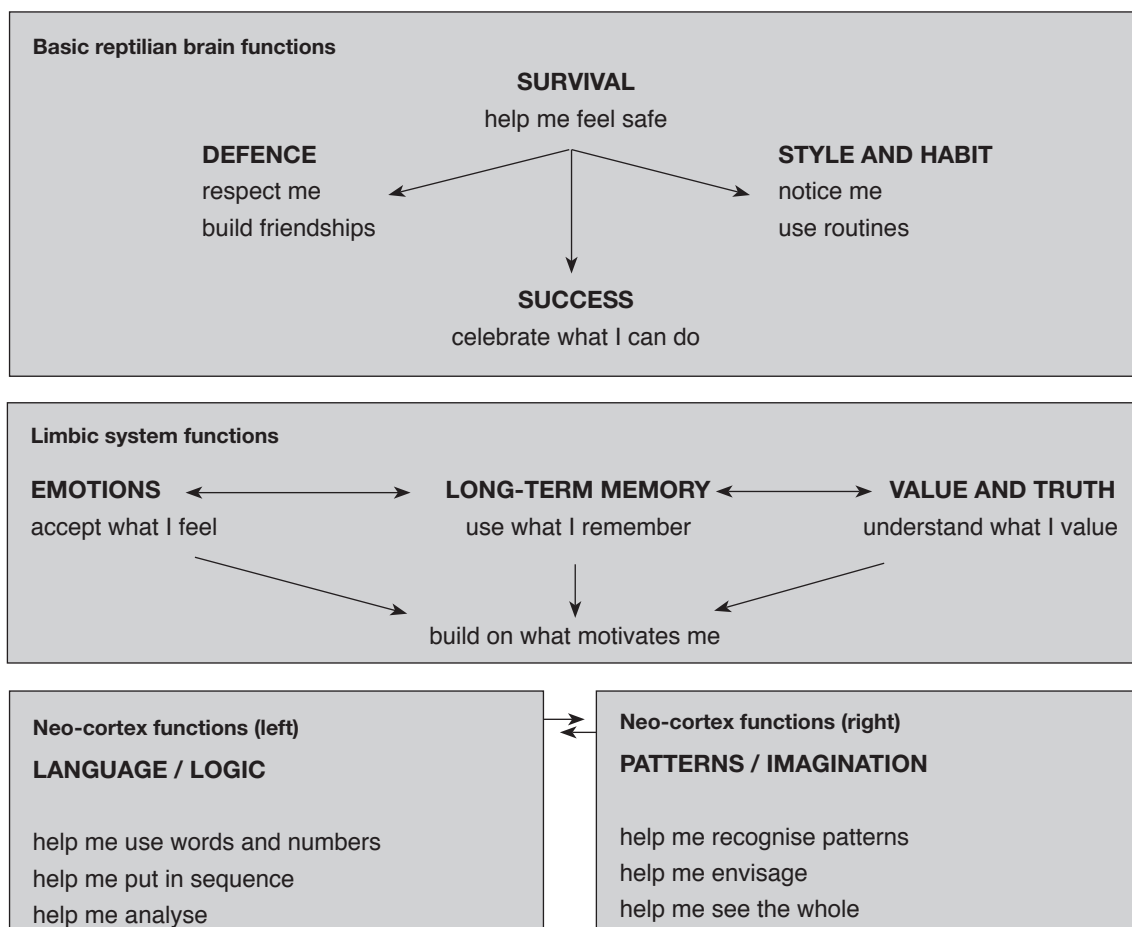 Basic reptilian brain functions
SURVIVAL
help me feel safe
DEFENCE
respect me
build friendships
STYLE AND HABIT
notice me
use routines
SUCCESS
celebrate what I can do
Limbic system functions
EMOTIONS
accept what I feel
LONG-TERM MEMORY
use what I remember
VALUE AND TRUTH
understand what I value
build on what motivates me
Neo-cortex functions (left)
LANGUAGE / LOGIC
help me use words and numbers
help me put in sequence
help me analyse
Neo-cortex functions (right)
PATTERNS / IMAGINATION
help me recognise patterns
help me envisage
help me see the whole